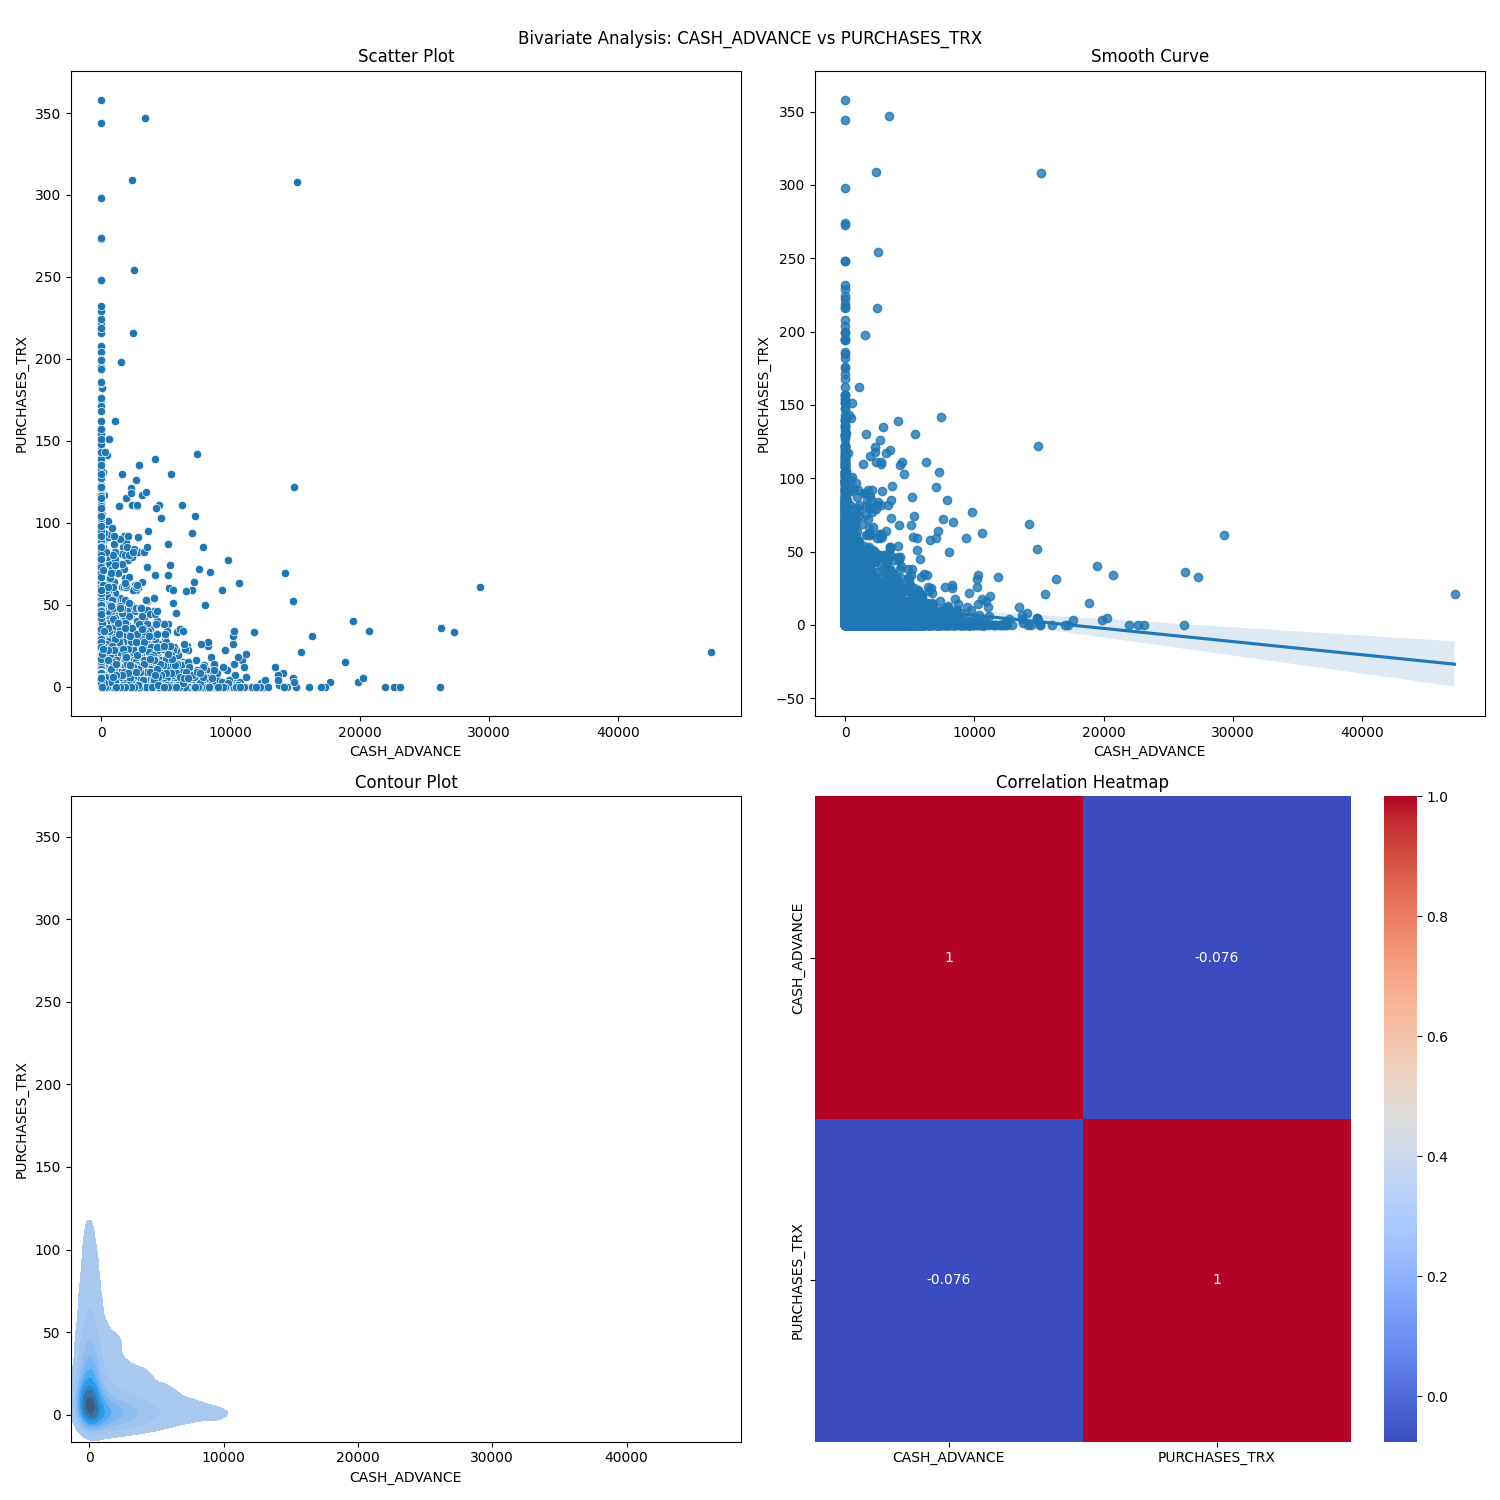 Bivariate Analysis: CASH_ADVANCE vs PURCHASES_TRX
Scatter Plot
350
300
250
200
150
100
50
0
PURCHASES_TRX
0 10000 20000 30000 40000
CASH_ADVANCE
Smooth Curve
350
300
250
200
150
100
50
0
−50
PURCHASES_TRX
0 10000 20000 30000 40000
CASH_ADVANCE
Contour Plot
350
300
250
200
150
100
50
0
PURCHASES_TRX
0 10000 20000 30000 40000
CASH_ADVANCE
Correlation Heatmap
CASH_ADVANCE
PURCHASES_TRX
1 -0.076
-0.076 1
CASH_ADVANCE PURCHASES_TRX
1.0
0.8
0.6
0.4
0.2
0.0